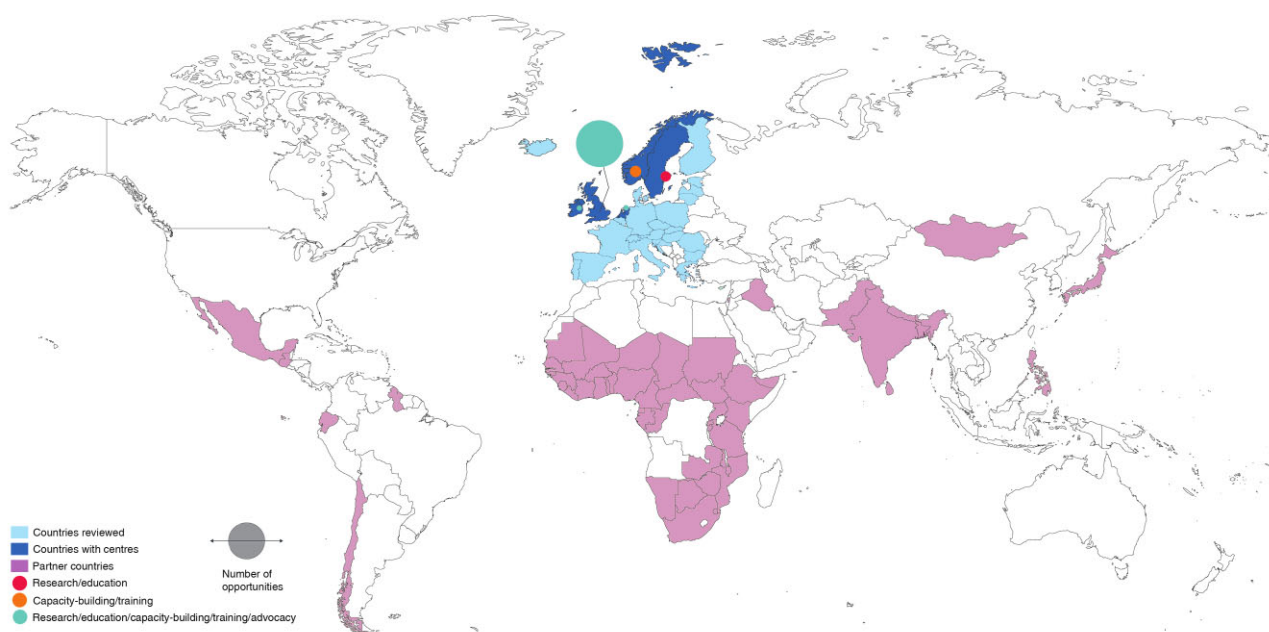 Countries reviewed
Countries with centres
Partner countries
Research/education
Capacity-building/training
Research/education/capacity-building/training/advocacy
Number of
opportunities